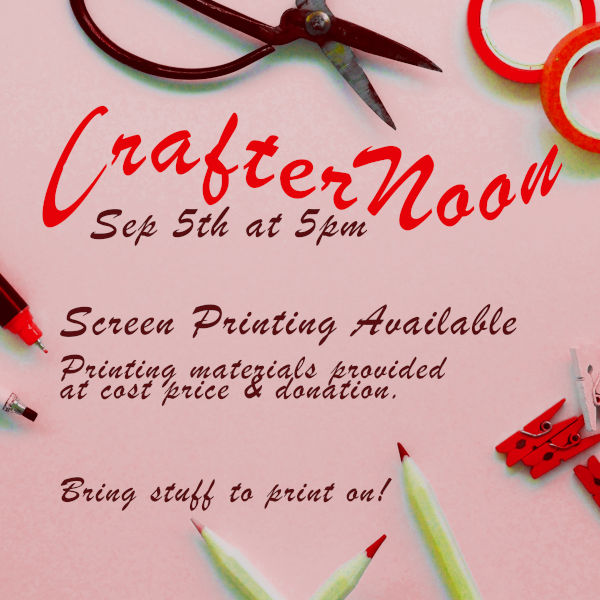 CrafterNoon
Sep 5th at 5pm
Screen Printing Available
Printing materials provided
at cost price & donation.
Bring stuff to print on!